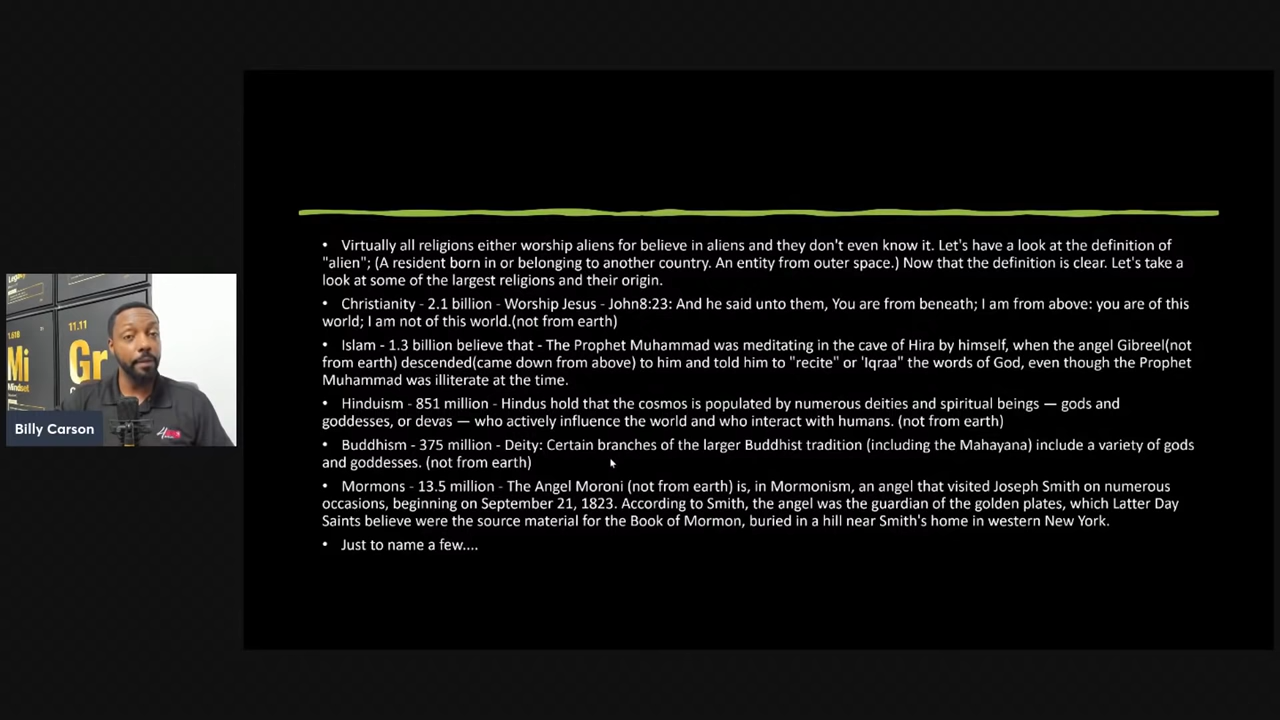 • Virtually all religions either worship aliens for believe in aliens and they don't even know it. Let's have a look at the definition of
"alien"; (A resident born in or belonging to another country. An entity from outer space.) Now that the definition is clear. Let's take a
look at some of the largest religions and their origin.
• Christianity - 2.1 billion - Worship Jesus - John8:23: And he said unto them, You are from beneath; I am from above: you are of this
world; I am not of this world.(not from earth)
• Islam - 1.3 billion believe that - The Prophet Muhammad was meditating in the cave of Hira by himself, when the angel Gibreel(not
from earth) descended(came down from above) to him and told him to "recite" or 'Iqraa" the words of God, even though the Prophet
Muhammad was illiterate at the time.
• Hinduism - 851 million - Hindus hold that the cosmos is populated by numerous deities and spiritual beings — gods and
goddesses, or devas — who actively influence the world and who interact with humans. (not from earth)
• Buddhism - 375 million - Deity: Certain branches of the larger Buddhist tradition (including the Mahayana) include a variety of gods
and goddesses. (not from earth)
• Mormons - 13.5 million - The Angel Moroni (not from earth) is, in Mormonism, an angel that visited Joseph Smith on numerous
occasions, beginning on September 21, 1823. According to Smith, the angel was the guardian of the golden plates, which Latter Day
Saints believe were the source material for the Book of Mormon, buried in a hill near Smith's home in western New York.
• Just to name a few....
1.618
Mi
Mindset
11.11
Gr
Billy Carson